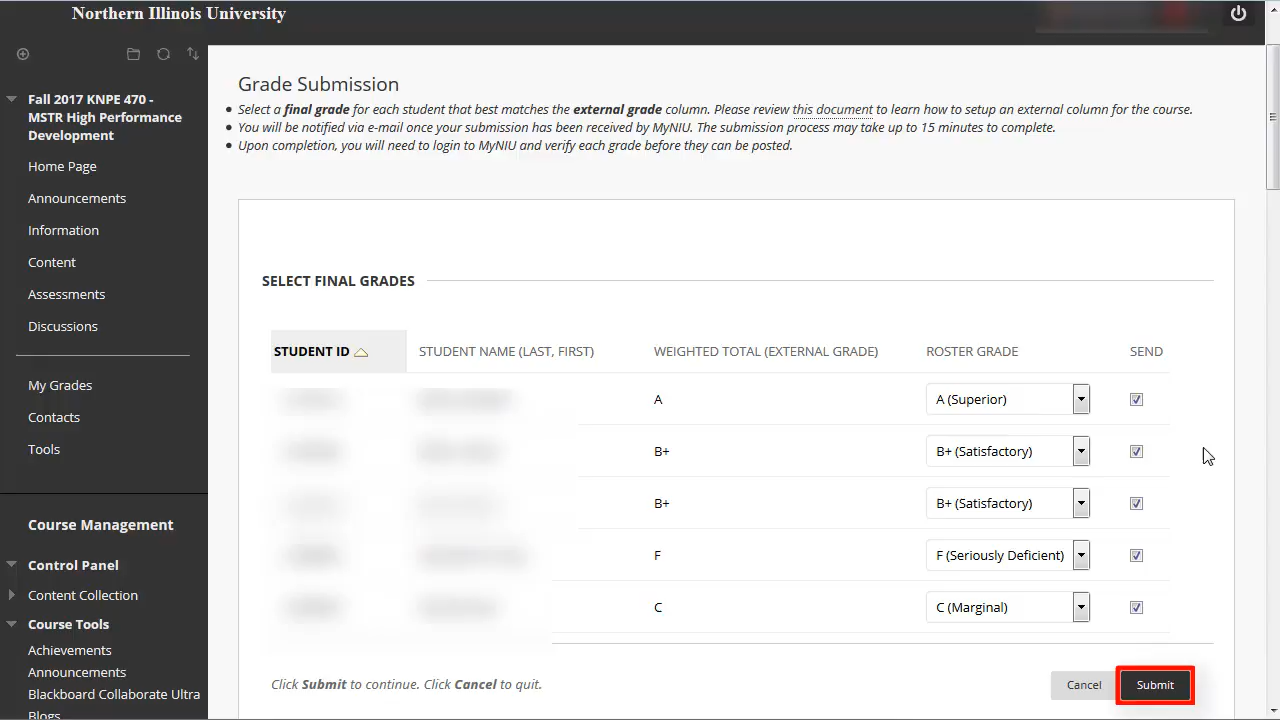 Northern Illinois University
Fall 2017 KNPE 470 -
MSTR High Performance
Development
Home Page
Announcements
Information
Content
Assessments
Discussions
My Grades
Contacts
Tools
Course Management
Control Panel
Content Collection
Course Tools
Achievements
Announcements
Blackboard Collaborate Ultra
Blogs
Grade Submission
Select a final grade for each student that best matches the external grade column. Please review this document to learn how to setup an external column for the course.
You will be notified via e-mail once your submission has been received by MyNIU. The submission process may take up to 15 minutes to complete.
Upon completion, you will need to login to MyNIU and verify each grade before they can be posted.
SELECT FINAL GRADES
STUDENT ID STUDENT NAME (LAST, FIRST) WEIGHTED TOTAL (EXTERNAL GRADE) ROSTER GRADE SEND
A A (Superior)
B+ B+ (Satisfactory)
B+ B+ (Satisfactory)
F F (Seriously Deficient)
C C (Marginal)
Click Submit to continue. Click Cancel to quit. Cancel Submit